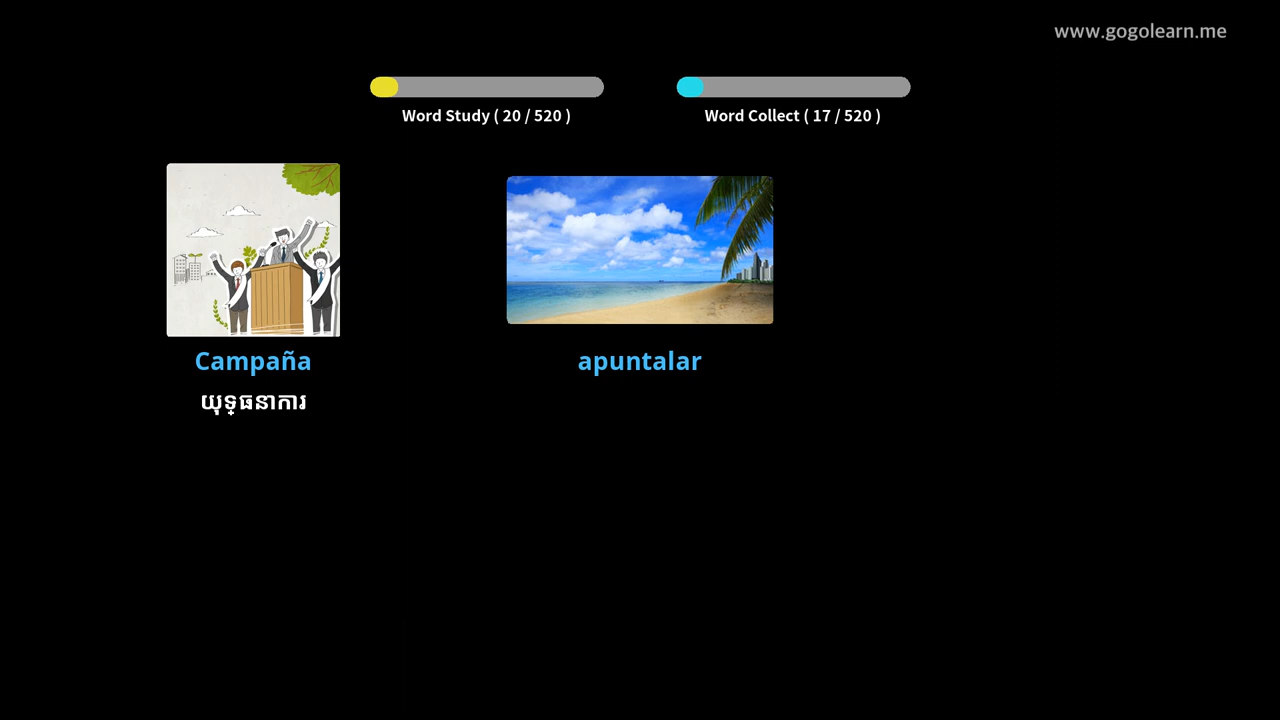 www.gogolearn.me
Word Study ( 20 / 520 )
Word Collect ( 17 / 520 )
Campaña
យុទ្ធនាការ
apuntalar